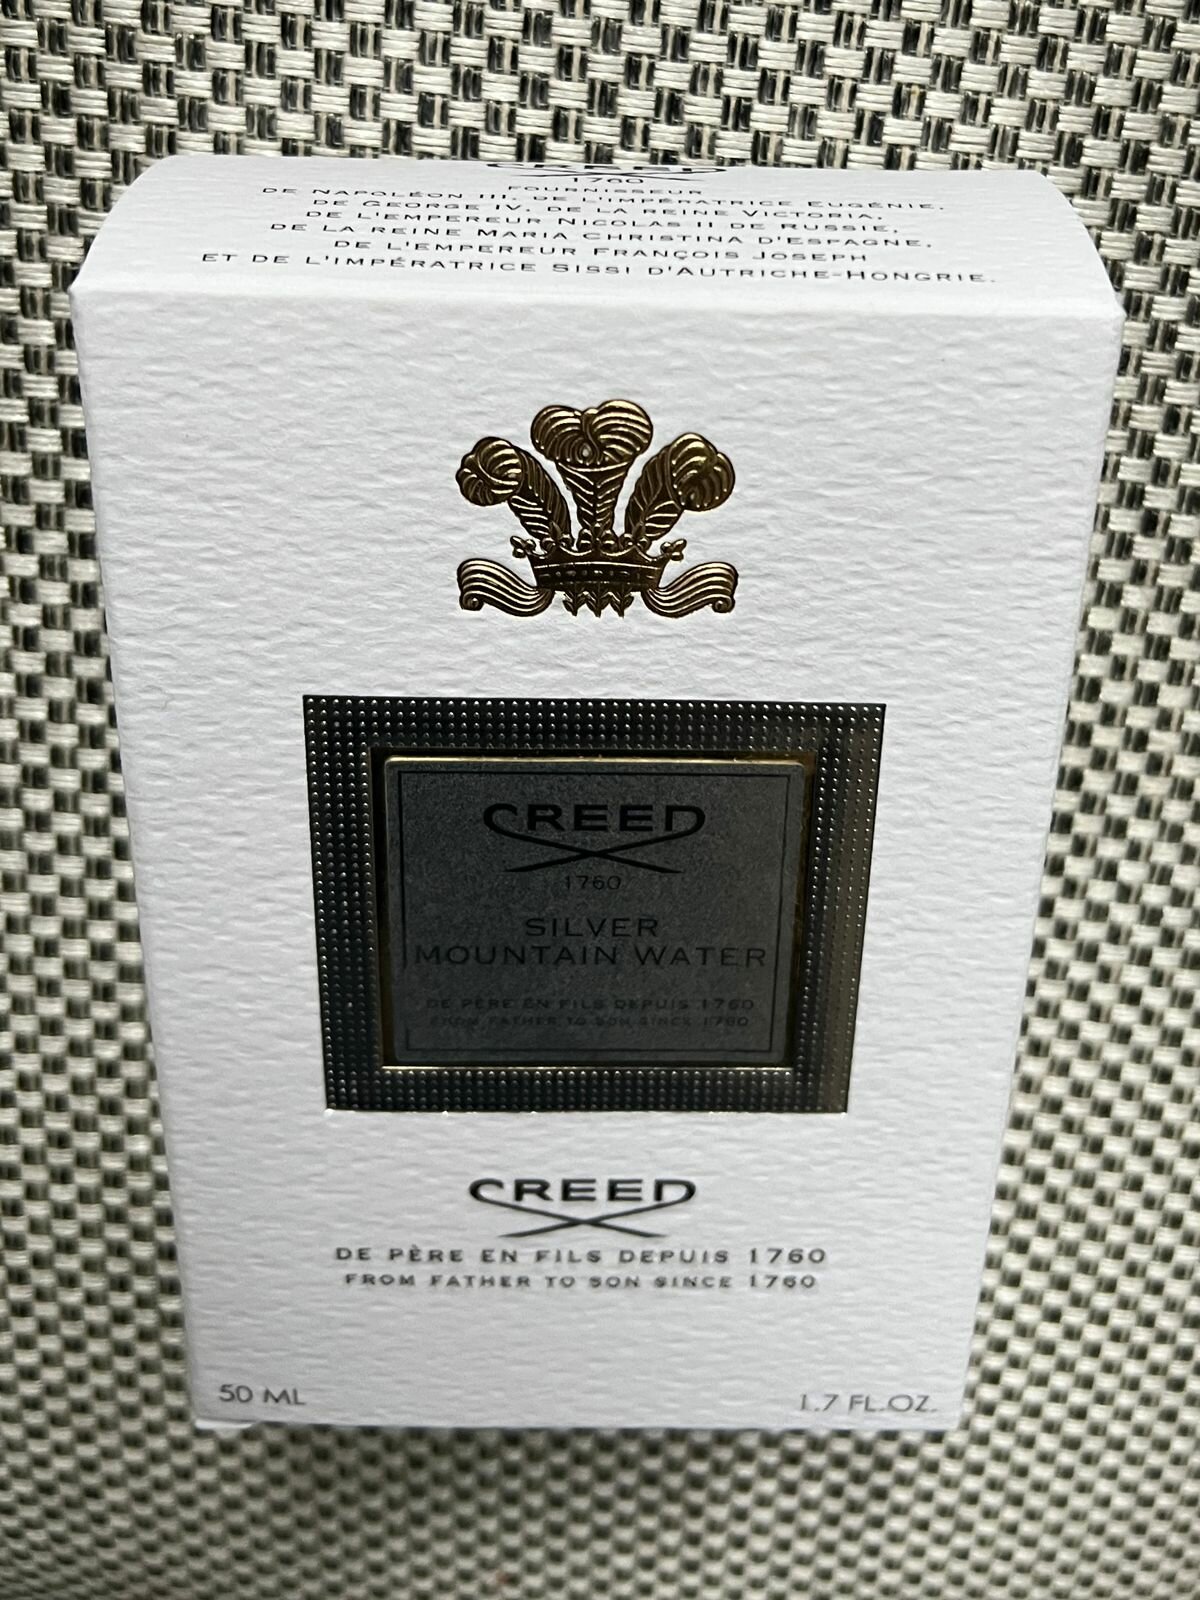 CREED
1760
FOURNISSEUR
DE NAPOLÉON III, DE L'IMPÉRATRICE EUGÉNIE,
DE GEORGE IV, DE LA REINE VICTORIA,
DE L'EMPEREUR NICOLAS II DE RUSSIE,
DE LA REINE MARIA CHRISTINA D'ESPAGNE,
DE L'EMPEREUR FRANÇOIS JOSEPH
ET DE L'IMPÉRATRICE SISSI D'AUTRICHE-HONGRIE.
CREED
1760
SILVER
MOUNTAIN WATER
DE PÈRE EN FILS DEPUIS 1760
FROM FATHER TO SON SINCE 1760
CREED
DE PÈRE EN FILS DEPUIS 1760
FROM FATHER TO SON SINCE 1760
50 ML
1.7 FL.OZ.